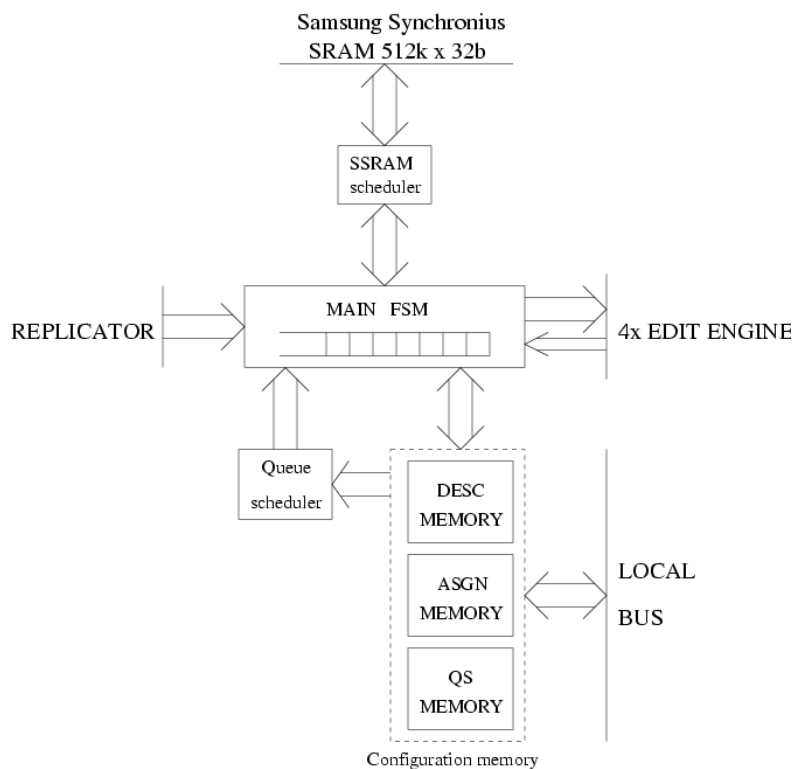 Samsung Synchronius
SRAM 512k x 32b
SSRAM
scheduler
MAIN FSM
REPLICATOR
4x EDIT ENGINE
Queue
scheduler
DESC
MEMORY
ASGN
MEMORY
QS
MEMORY
LOCAL
BUS
Configuration memory